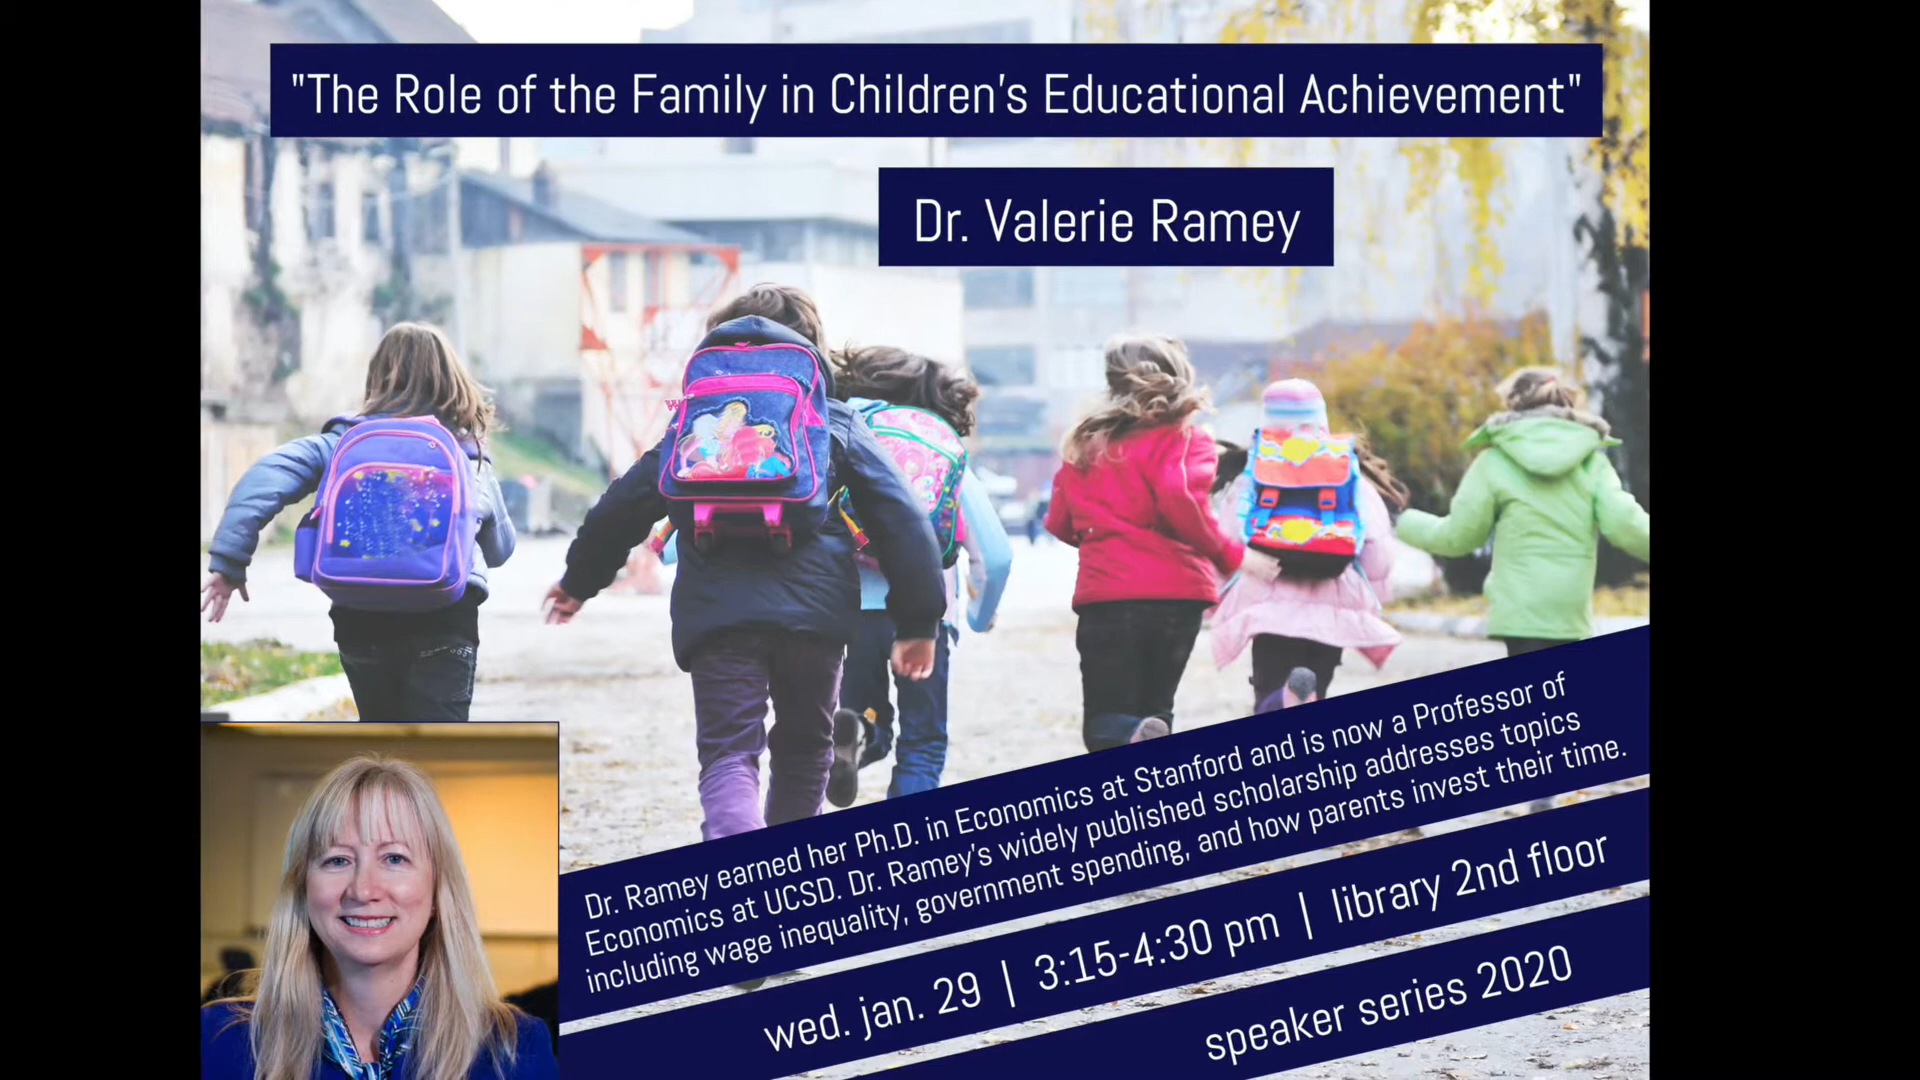 "The Role of the Family in Children's Educational Achievement"
Dr. Valerie Ramey
Dr. Ramey earned her Ph.D. in Economics at Stanford and is now a Professor of
Economics at UCSD. Dr. Ramey's widely published scholarship addresses topics
including wage inequality, government spending, and how parents invest their time.
wed. jan. 29 | 3:15-4:30 pm | library 2nd floor
speaker series 2020